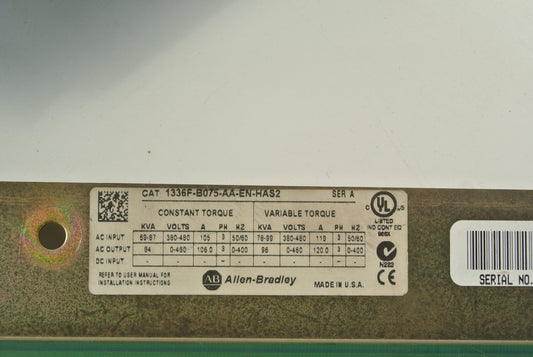 CAT 1336F-B075-AA-EN-HAS2 SER A
CONSTANT TORQUE VARIABLE TORQUE
KVA VOLTS A PH HZ KVA VOLTS A PH HZ
AC INPUT 69-87 380-480 105 3 50/60 78-99 380-480 119 3 50/60
AC OUTPUT 84 0-460 106.0 3 0-400 96 0-460 120.0 3 0-400
DC INPUT - - - - - - - - - -
REFER TO USER MANUAL FOR
INSTALLATION INSTRUCTIONS
AB Allen-Bradley
MADE IN U.S.A.
C UL US
LISTED
IND CONT EQ
966X
N223
SERIAL NO.